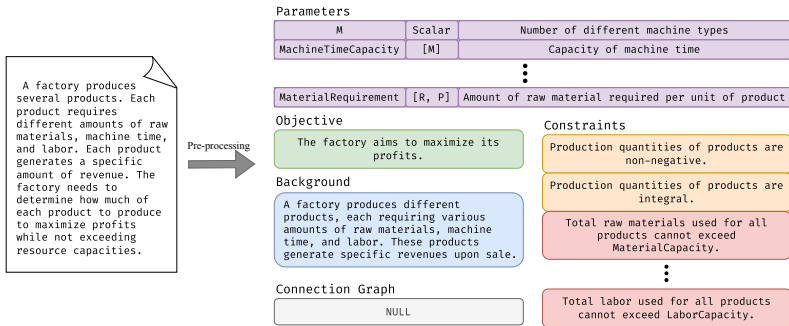 A factory produces
several products. Each
product requires
different amounts of raw
materials, machine time,
and labor. Each product
generates a specific
amount of revenue. The
factory needs to
determine how much of
each product to produce
to maximize profits
while not exceeding
resource capacities.
Pre-processing
Parameters
M Scalar Number of different machine types
MachineTimeCapacity [M] Capacity of machine time
MaterialRequirement [R, P] Amount of raw material required per unit of product
Objective
The factory aims to maximize its
profits.
Background
A factory produces different
products, each requiring various
amounts of raw materials, machine
time, and labor. These products
generate specific revenues upon sale.
Connection Graph
NULL
Constraints
Production quantities of products are
non-negative.
Production quantities of products are
integral.
Total raw materials used for all
products cannot exceed
MaterialCapacity.
Total labor used for all products
cannot exceed LaborCapacity.